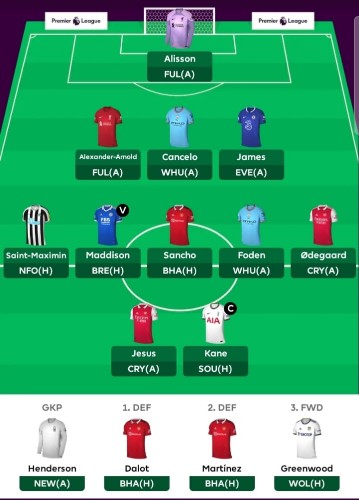 Premier League
Premier League
Alisson
FUL(A)
Alexander-Arnold
FUL(A)
Cancelo
WHU(A)
James
EVE(A)
Saint-Maximin
NFO(H)
V
Maddison
BRE(H)
Sancho
BHA(H)
Foden
WHU(A)
Ødegaard
CRY(A)
Jesus
CRY(A)
AIA
C
Kane
SOU(H)
GKP
Henderson
NEW(A)
1. DEF
Dalot
BHA(H)
2. DEF
Martínez
BHA(H)
3. FWD
Greenwood
WOL(H)